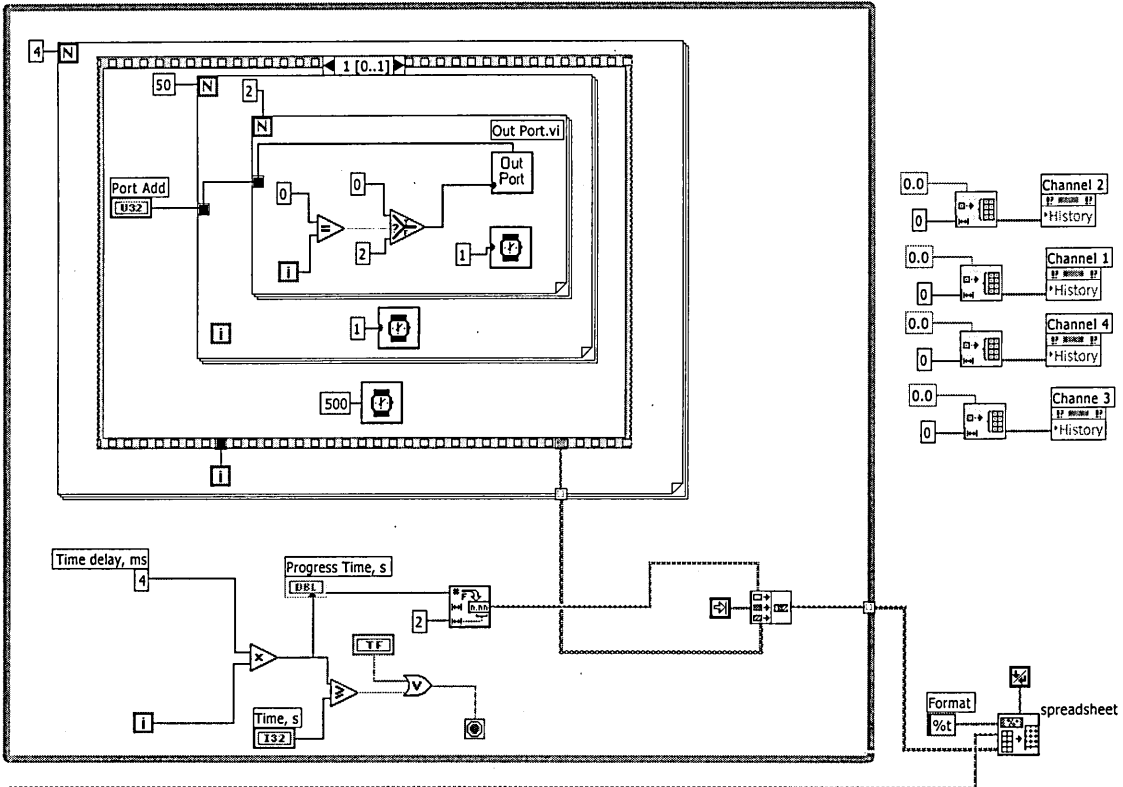 4 N
1 [0..1]
50 N
2
N
Out Port.vi
Out
Port
Port Add
U32
0
0
=
?
2
1
i
1
i
500
i
0.0
0
Channel 2
History
0.0
0
Channel 1
History
0.0
0
Channel 4
History
0.0
0
Channe 3
History
Time delay, ms
4
Progress Time, s
DBL
2
TF
x
V
i
Time, s
I32
Format
%t
spreadsheet